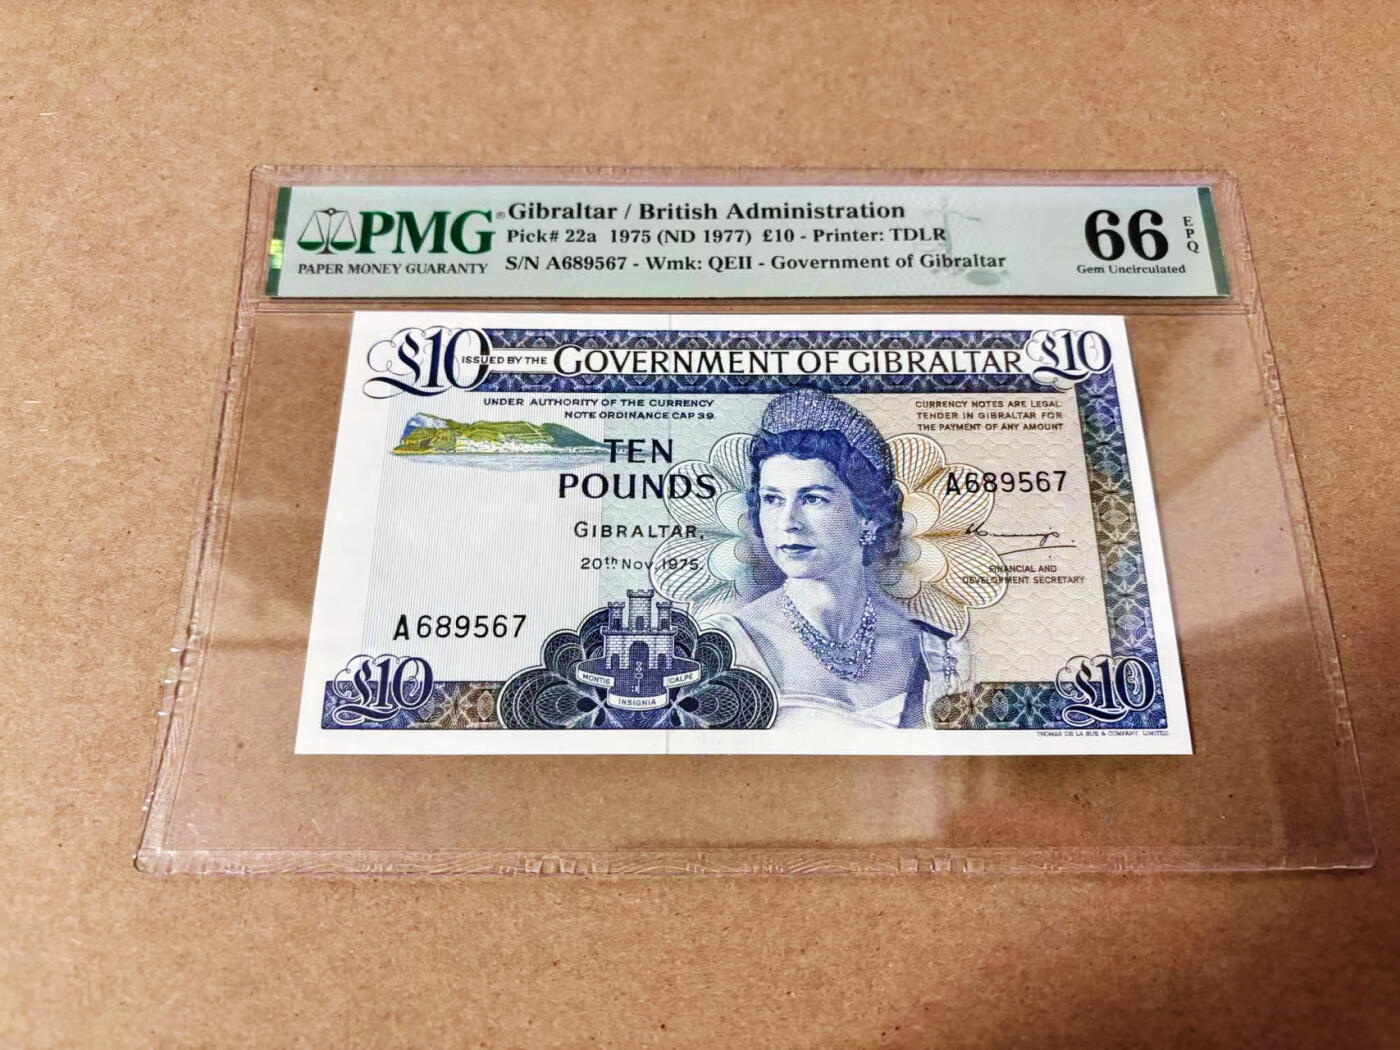 PMG®
PAPER MONEY GUARANTY
Gibraltar / British Administration
Pick# 22a 1975 (ND 1977) £10 - Printer: TDLR
S/N A689567 - Wmk: QEII - Government of Gibraltar
66 EPQ
Gem Uncirculated
£10 ISSUED BY THE GOVERNMENT OF GIBRALTAR £10
UNDER AUTHORITY OF THE CURRENCY
NOTE ORDINANCE CAP 39
CURRENCY NOTES ARE LEGAL
TENDER IN GIBRALTAR FOR
THE PAYMENT OF ANY AMOUNT
TEN
POUNDS
A689567
GIBRALTAR,
20th Nov. 1975.
FINANCIAL AND
DEVELOPMENT SECRETARY
A689567
£10
MONTIS CALPE
INSIGNIA
£10
THOMAS DE LA RUE & COMPANY, LIMITED.